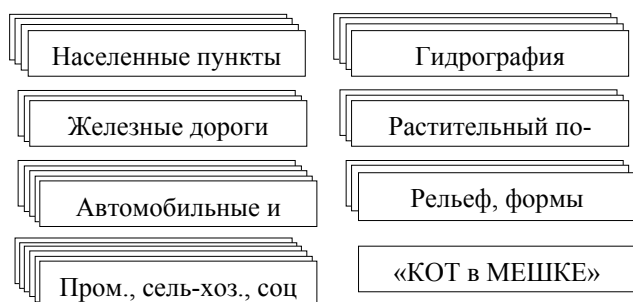 Населенные пункты
Гидрография
Железные дороги
Растительный по-
Автомобильные и
Рельеф, формы
Пром., сель-хоз., соц
«КОТ в МЕШКЕ»